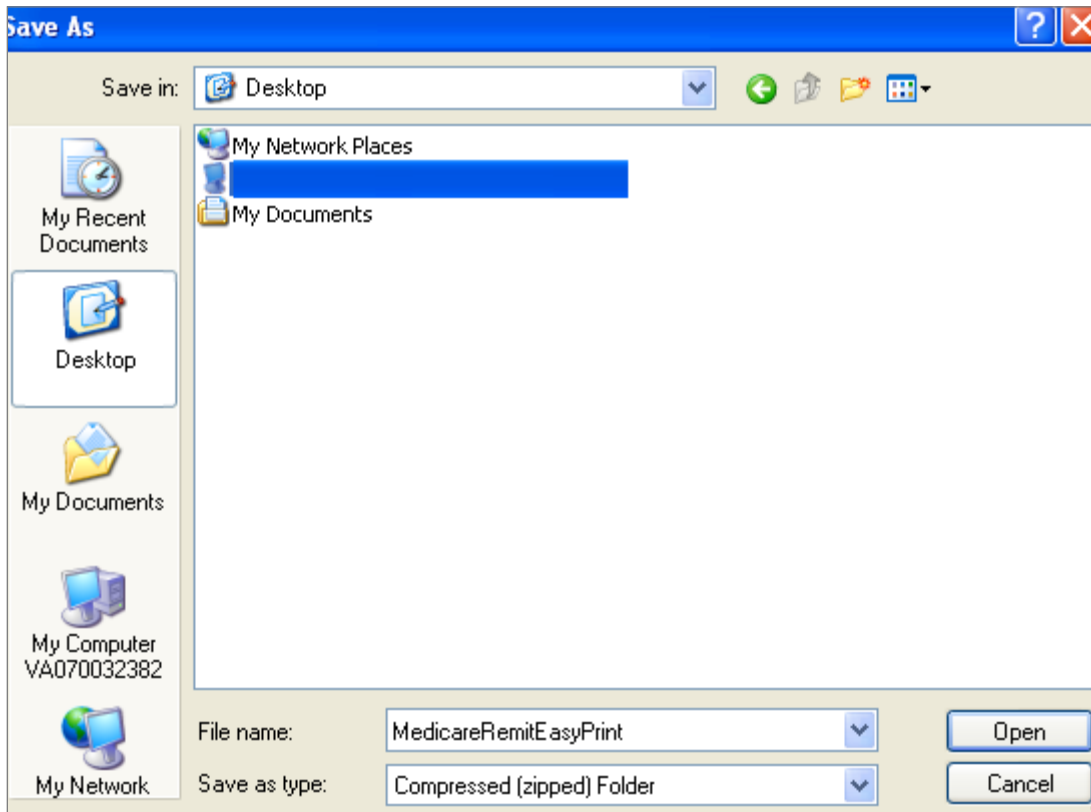 Save As
Save in:
Desktop
My Network Places
My Documents
My Recent
Documents
Desktop
My Documents
My Computer
VA070032382
My Network
File name:
MedicareRemitEasyPrint
Open
Save as type:
Compressed (zipped) Folder
Cancel